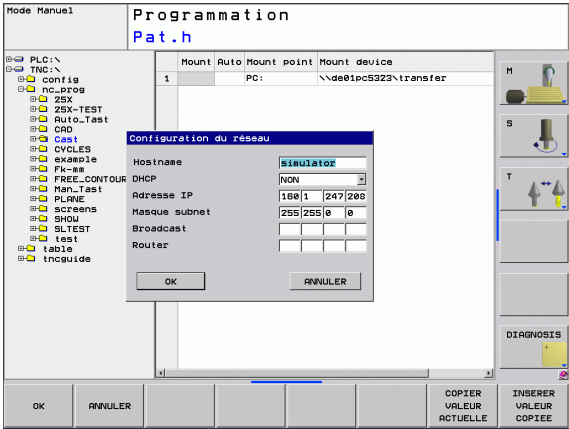 Mode Manuel
Programmation
Pat.h
PLC:\
TNC:\
config
nc_prog
25X
25X-TEST
Auto_Tast
CAD
Cast
CYCLES
example
Fk-mm
FREE_CONTOUR
Man_Tast
PLANE
screens
SHOW
SLTEST
test
table
tncguide
Mount Auto Mount point Mount device
1 PC: \\de01pc5323\transfer
Configuration du réseau
Hostname simulator
DHCP NON
Adresse IP 160 1 247 208
Masque subnet 255 255 0 0
Broadcast
Router
OK ANNULER
M
S
T
DIAGNOSIS
OK ANNULER COPIER VALEUR ACTUELLE INSERER VALEUR COPIEE